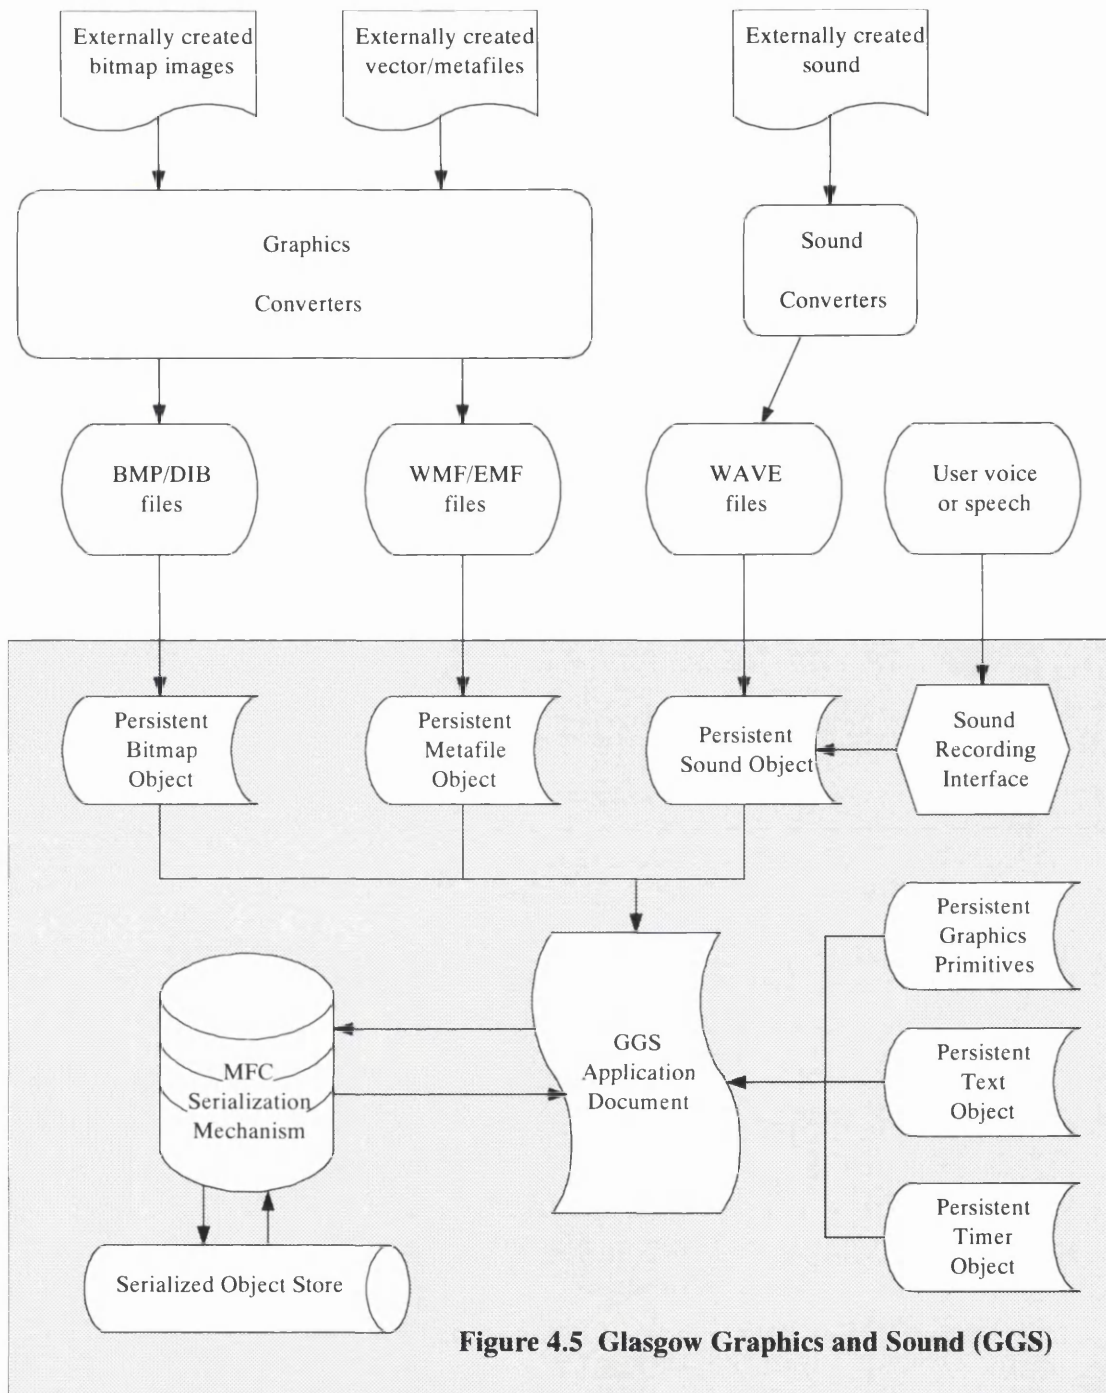 Externally created
bitmap images
Externally created
vector/metafiles
Externally created
sound
Graphics
Converters
Sound
Converters
BMP/DIB
files
WMF/EMF
files
WAVE
files
User voice
or speech
Persistent
Bitmap
Object
Persistent
Metafile
Object
Persistent
Sound Object
Sound
Recording
Interface
Persistent
Graphics
Primitives
MFC
Serialization
Mechanism
GGS
Application
Document
Persistent
Text
Object
Persistent
Timer
Object
Serialized Object Store
Figure 4.5 Glasgow Graphics and Sound (GGS)